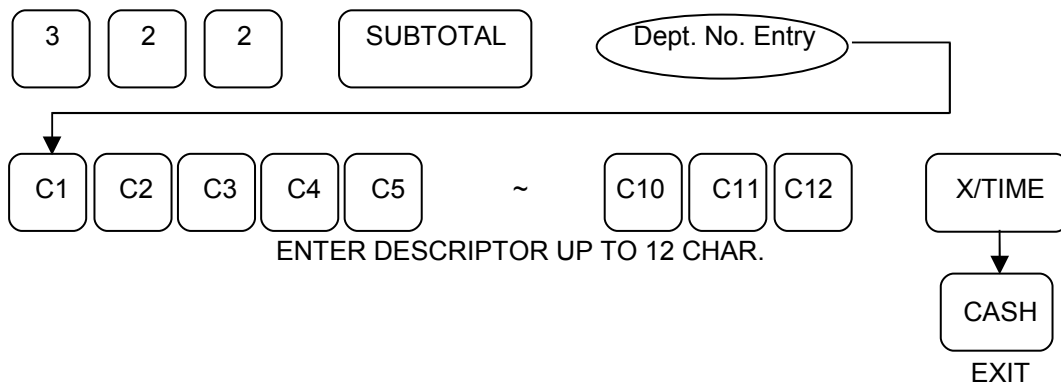 3 2 2 SUBTOTAL Dept. No. Entry
C1 C2 C3 C4 C5 ~ C10 C11 C12 X/TIME
ENTER DESCRIPTOR UP TO 12 CHAR.
CASH
EXIT